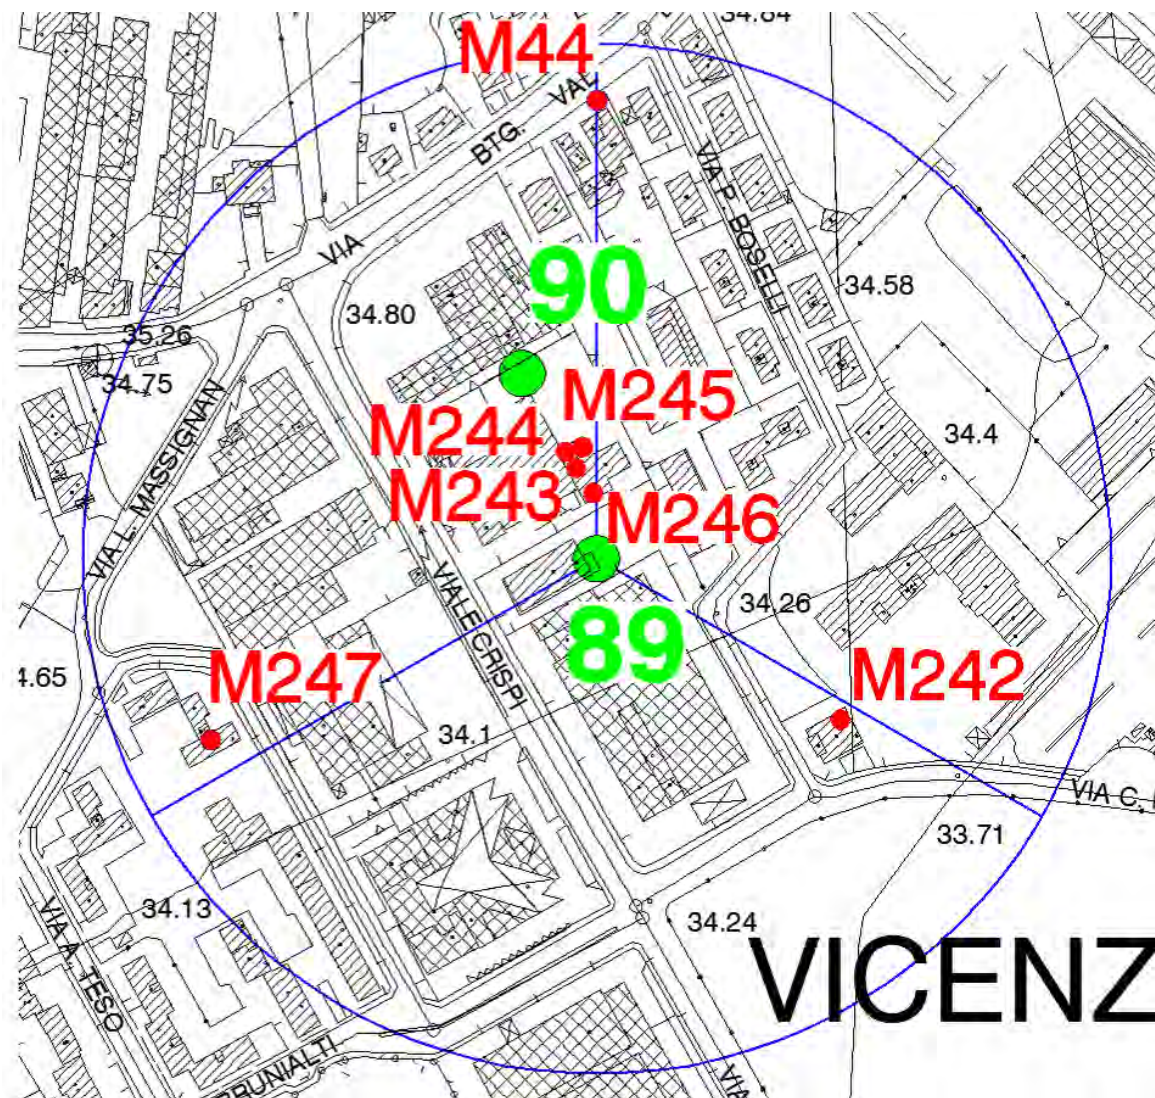 34.84
M44
VIA BTG. VAL
VIA P. BOSELLI
90
34.58
34.80
35.26
34.75
M245
M244
34.4
M243
M246
VIA L. MASSIGNAN
VIALE CRISPI
34.26
89
4.65
M247
M242
34.1
VIA C.
33.71
34.13
34.24
VIA A. TESO
VICENZ
BRUNIALTI
VIA